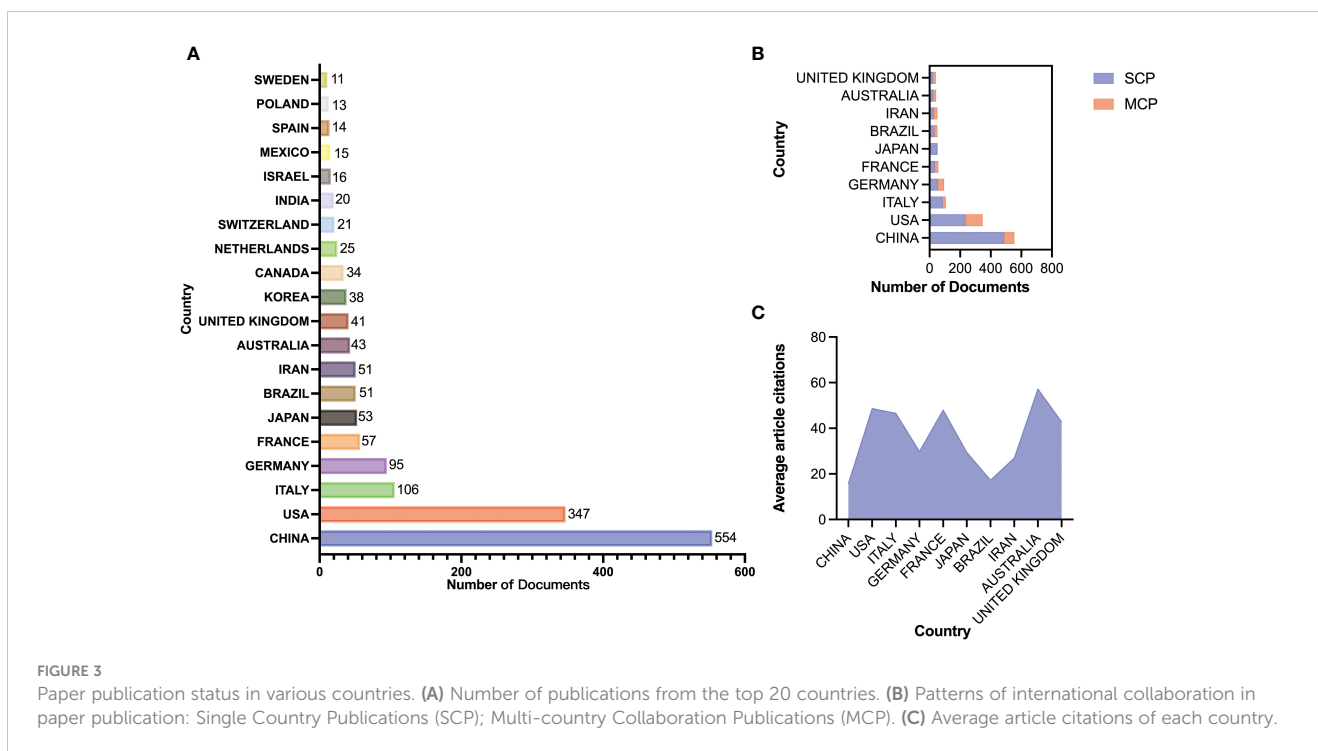 A
SWEDEN 11
POLAND 13
SPAIN 14
MEXICO 15
ISRAEL 16
INDIA 20
SWITZERLAND 21
NETHERLANDS 25
CANADA 34
KOREA 38
UNITED KINGDOM 41
AUSTRALIA 43
IRAN 51
BRAZIL 51
JAPAN 53
FRANCE 57
GERMANY 95
ITALY 106
USA 347
CHINA 554
Country
0 200 400 600
Number of Documents
B
UNITED KINGDOM
AUSTRALIA
IRAN
BRAZIL
JAPAN
FRANCE
GERMANY
ITALY
USA
CHINA
Country
0 200 400 600 800
Number of Documents
SCP
MCP
C
80
60
40
20
0
Average article citations
CHINA
USA
ITALY
GERMANY
FRANCE
JAPAN
BRAZIL
IRAN
AUSTRALIA
UNITED KINGDOM
Country
FIGURE 3
Paper publication status in various countries. (A) Number of publications from the top 20 countries. (B) Patterns of international collaboration in
paper publication: Single Country Publications (SCP); Multi-country Collaboration Publications (MCP). (C) Average article citations of each country.